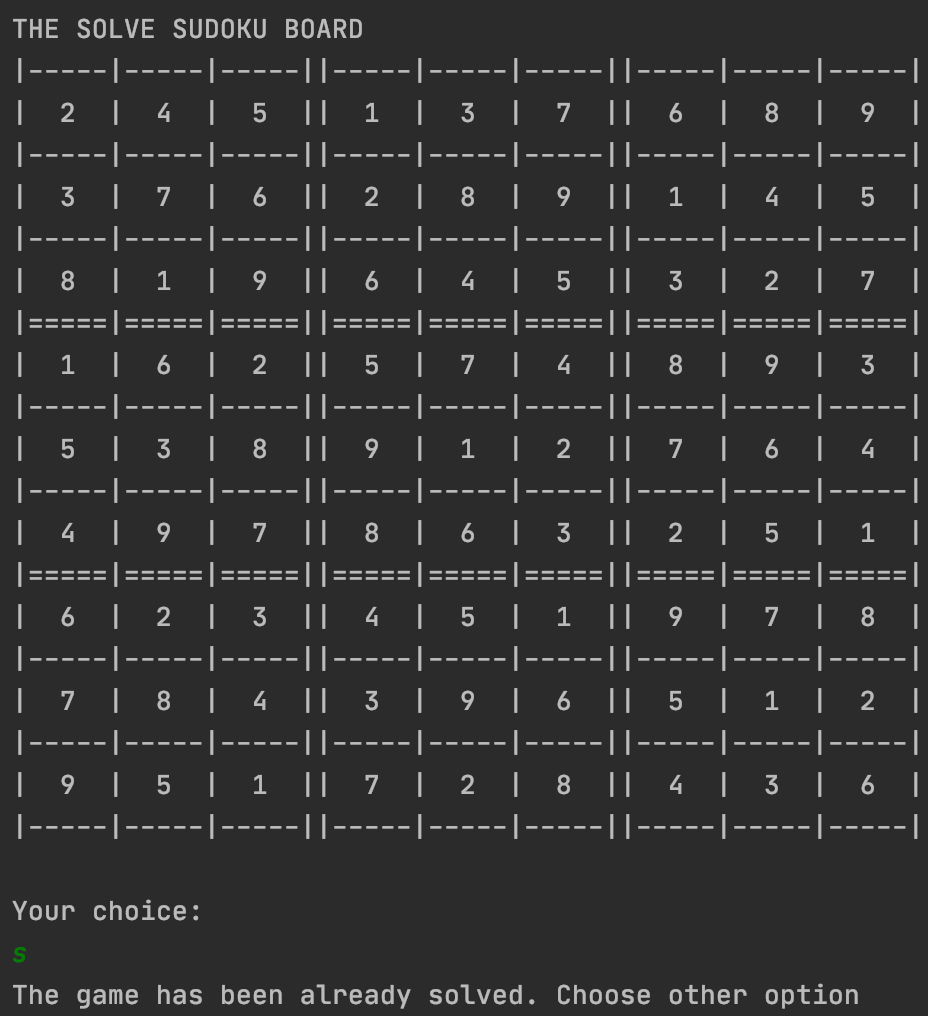 THE SOLVE SUDOKU BOARD
|-----|-----|-----||-----|-----|-----||-----|-----|-----|
|  2  |  4  |  5  ||  1  |  3  |  7  ||  6  |  8  |  9  |
|-----|-----|-----||-----|-----|-----||-----|-----|-----|
|  3  |  7  |  6  ||  2  |  8  |  9  ||  1  |  4  |  5  |
|-----|-----|-----||-----|-----|-----||-----|-----|-----|
|  8  |  1  |  9  ||  6  |  4  |  5  ||  3  |  2  |  7  |
|=====|=====|=====||=====|=====|=====||=====|=====|=====|
|  1  |  6  |  2  ||  5  |  7  |  4  ||  8  |  9  |  3  |
|-----|-----|-----||-----|-----|-----||-----|-----|-----|
|  5  |  3  |  8  ||  9  |  1  |  2  ||  7  |  6  |  4  |
|-----|-----|-----||-----|-----|-----||-----|-----|-----|
|  4  |  9  |  7  ||  8  |  6  |  3  ||  2  |  5  |  1  |
|=====|=====|=====||=====|=====|=====||=====|=====|=====|
|  6  |  2  |  3  ||  4  |  5  |  1  ||  9  |  7  |  8  |
|-----|-----|-----||-----|-----|-----||-----|-----|-----|
|  7  |  8  |  4  ||  3  |  9  |  6  ||  5  |  1  |  2  |
|-----|-----|-----||-----|-----|-----||-----|-----|-----|
|  9  |  5  |  1  ||  7  |  2  |  8  ||  4  |  3  |  6  |
|-----|-----|-----||-----|-----|-----||-----|-----|-----|
Your choice:
s
The game has been already solved. Choose other option